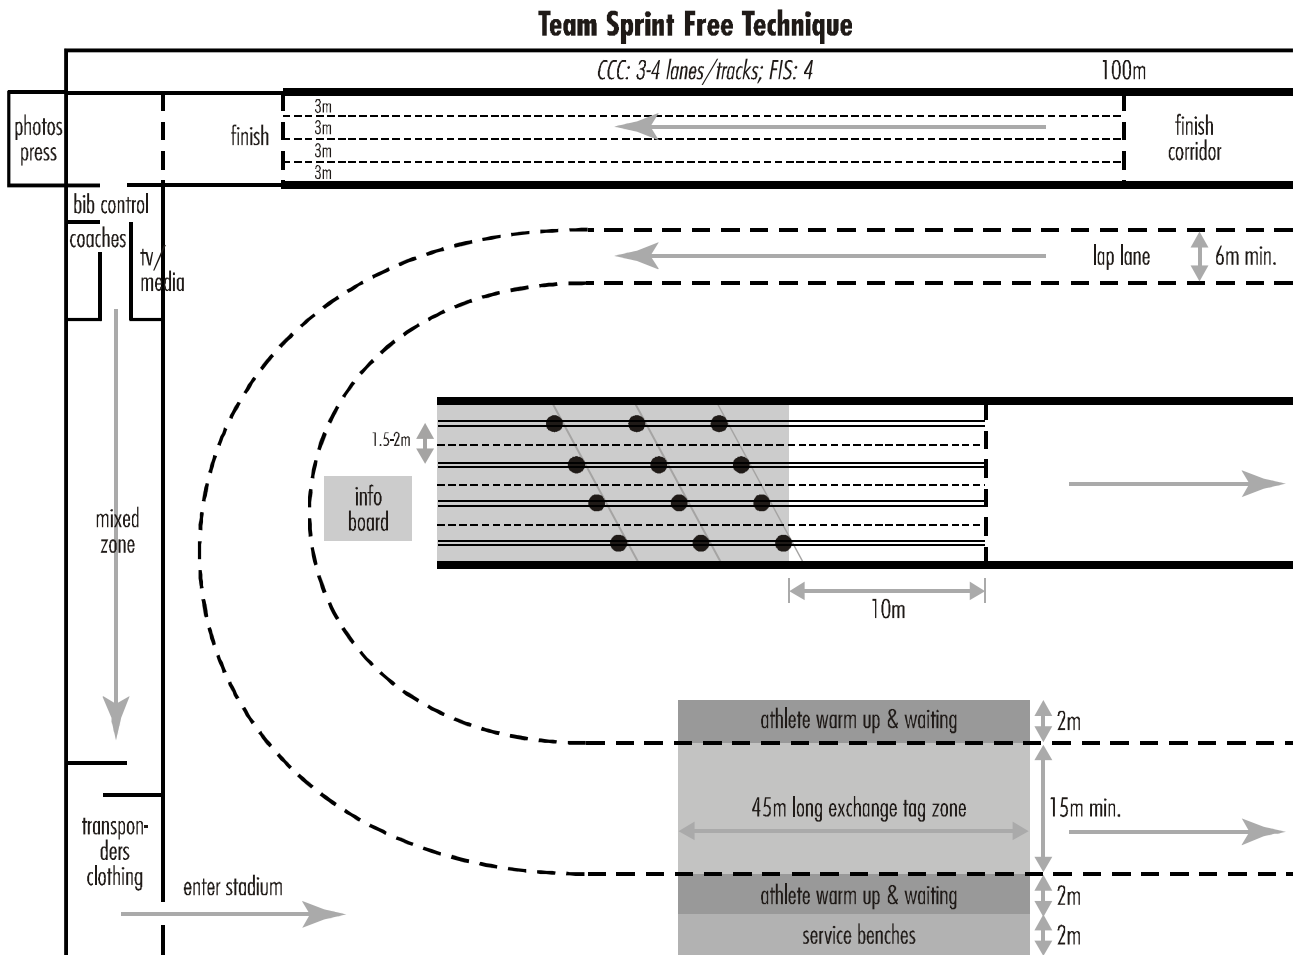 Team Sprint Free Technique
CCC: 3-4 lanes/tracks; FIS: 4
100m
photos
press
finish
3m
3m
3m
3m
finish
corridor
bib control
coaches
tv/
media
lap lane
6m min.
1.5-2m
info
board
mixed
zone
10m
athlete warm up & waiting
2m
45m long exchange tag zone
15m min.
transpon-
ders
clothing
enter stadium
athlete warm up & waiting
2m
service benches
2m